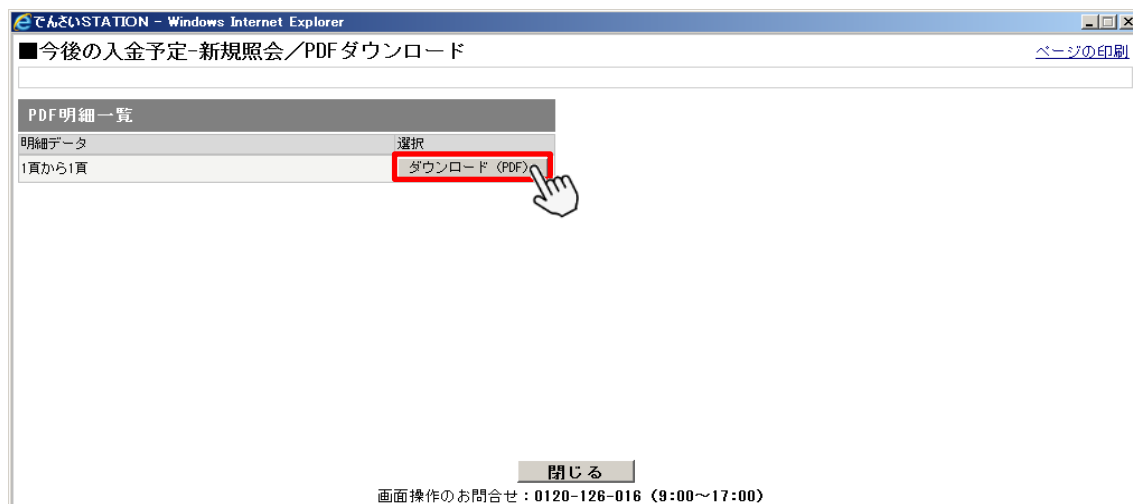 でんさいSTATION - Windows Internet Explorer
■今後の入金予定-新規照会／PDFダウンロード
ページの印刷
PDF明細一覧
明細データ 選択
1頁から1頁 ダウンロード（PDF）
閉じる
画面操作のお問合せ：0120-126-016（9:00～17:00）